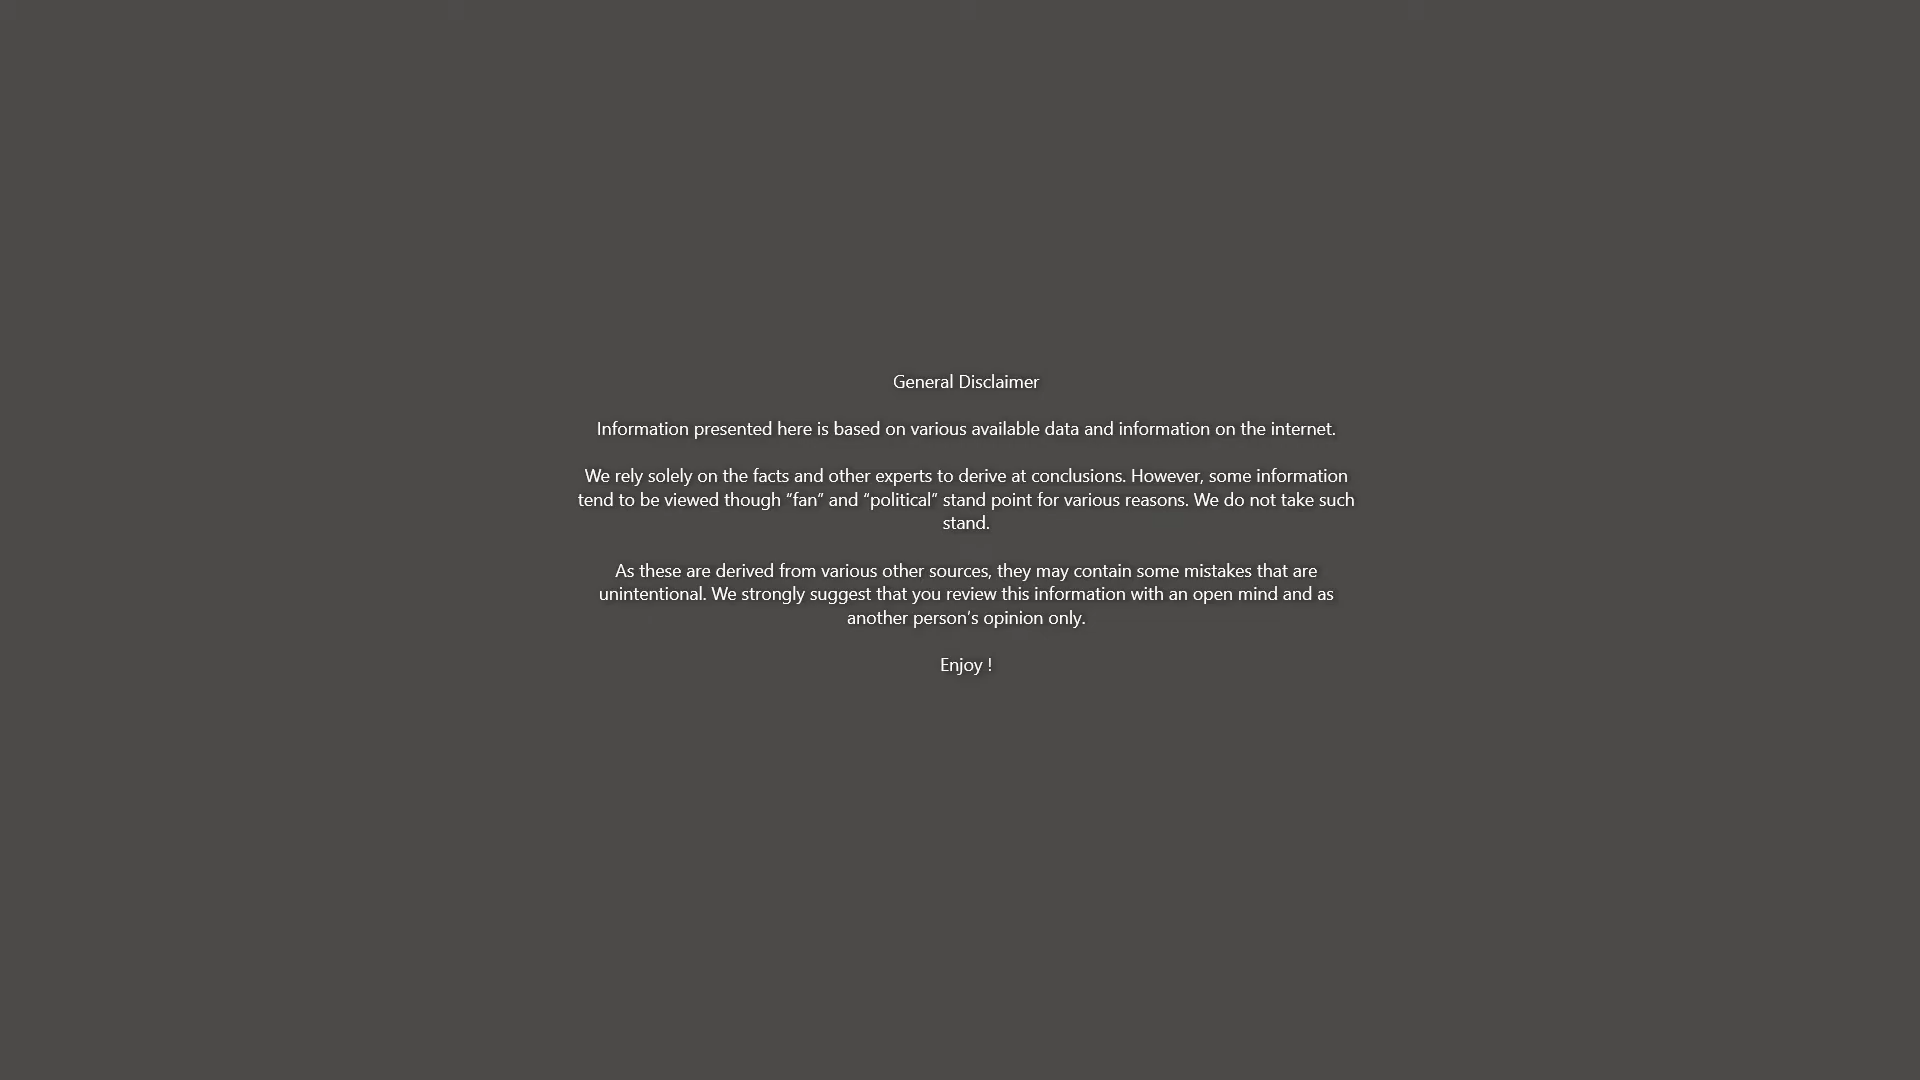 General Disclaimer
Information presented here is based on various available data and information on the internet.
We rely solely on the facts and other experts to derive at conclusions. However, some information
tend to be viewed though “fan” and “political” stand point for various reasons. We do not take such
stand.
As these are derived from various other sources, they may contain some mistakes that are
unintentional. We strongly suggest that you review this information with an open mind and as
another person’s opinion only.
Enjoy !